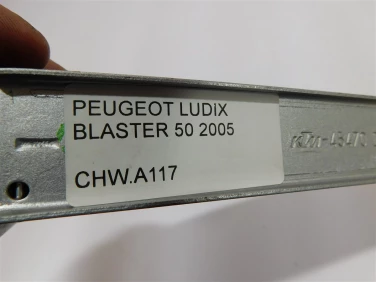 PEUGEOT LUDiX
BLASTER 50 2005
CHW.A117